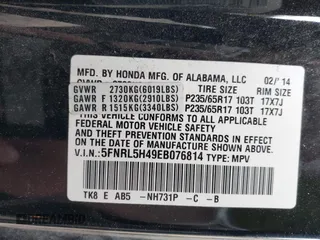 MFD. BY HONDA MFG. OF ALABAMA, LLC 02/'14
GVWR TIRE SIZE RIM SIZE
GVWR 2730KG(6019LBS)
GAWR F 1320KG(2910LBS) P235/65R17 103T 17X7J
GAWR R 1515KG(3340LBS) P235/65R17 103T 17X7J
THIS VEHICLE CONFORMS TO ALL APPLICABLE
FEDERAL MOTOR VEHICLE SAFETY AND
THEFT PREVENTION STANDARDS IN EFFECT
ON THE DATE OF MANUFACTURE SHOWN ABOVE.
V.I.N.: 5FNRL5H49EB076814 TYPE: MPV
TK8 E AB5 -NH731P -C -B